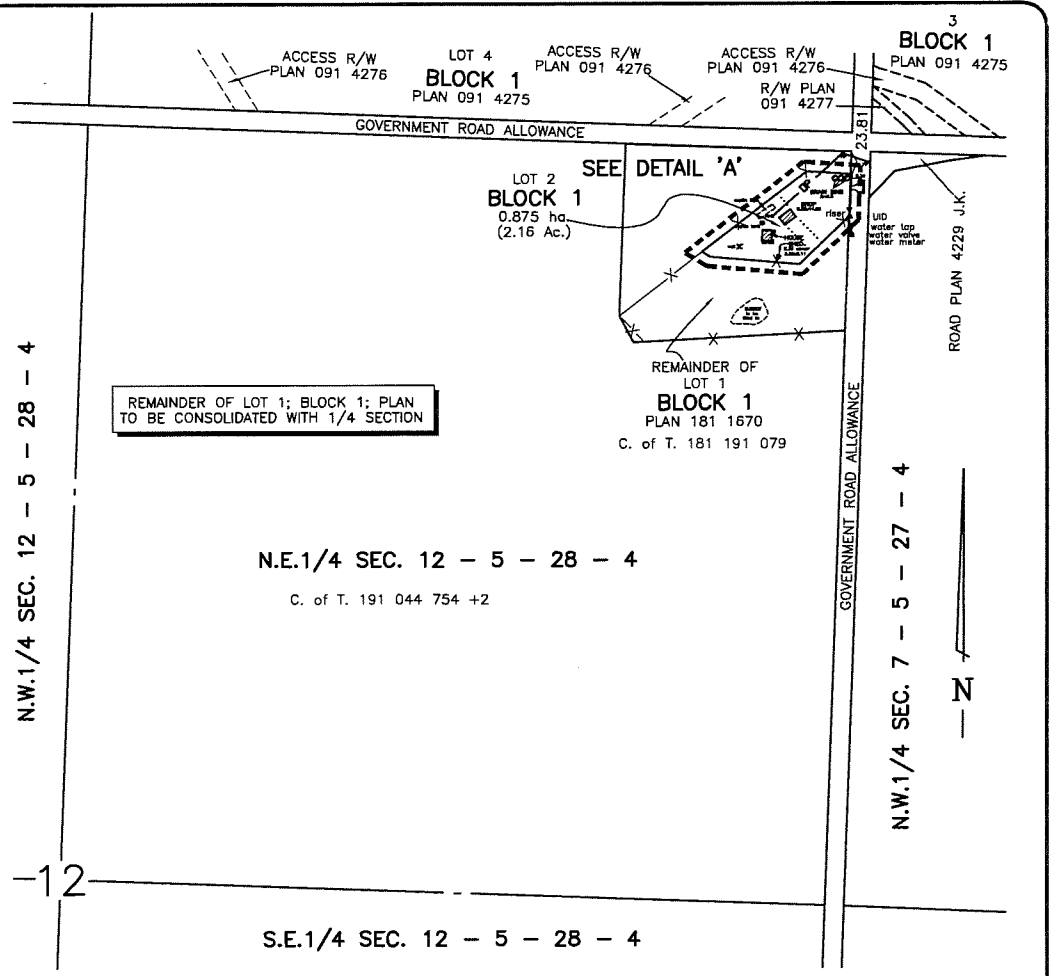 ACCESS R/W
PLAN 091 4276
LOT 4
BLOCK 1
PLAN 091 4275
ACCESS R/W
PLAN 091 4276
ACCESS R/W
PLAN 091 4276
R/W PLAN
091 4277
3
BLOCK 1
PLAN 091 4275
GOVERNMENT ROAD ALLOWANCE
23.81
SEE DETAIL 'A'
LOT 2
BLOCK 1
0.875 ha
(2.16 Ac.)
riser
UID
water tap
water valve
water meter
ROAD PLAN 4229 J.K.
REMAINDER OF
LOT 1
BLOCK 1
PLAN 181 1670
C. of T. 181 191 079
REMAINDER OF LOT 1; BLOCK 1; PLAN
TO BE CONSOLIDATED WITH 1/4 SECTION
N.W.1/4 SEC. 12 - 5 - 28 - 4
N.E.1/4 SEC. 12 - 5 - 28 - 4
C. of T. 191 044 754 +2
GOVERNMENT ROAD ALLOWANCE
N.W.1/4 SEC. 7 - 5 - 27 - 4
N
12
S.E.1/4 SEC. 12 - 5 - 28 - 4